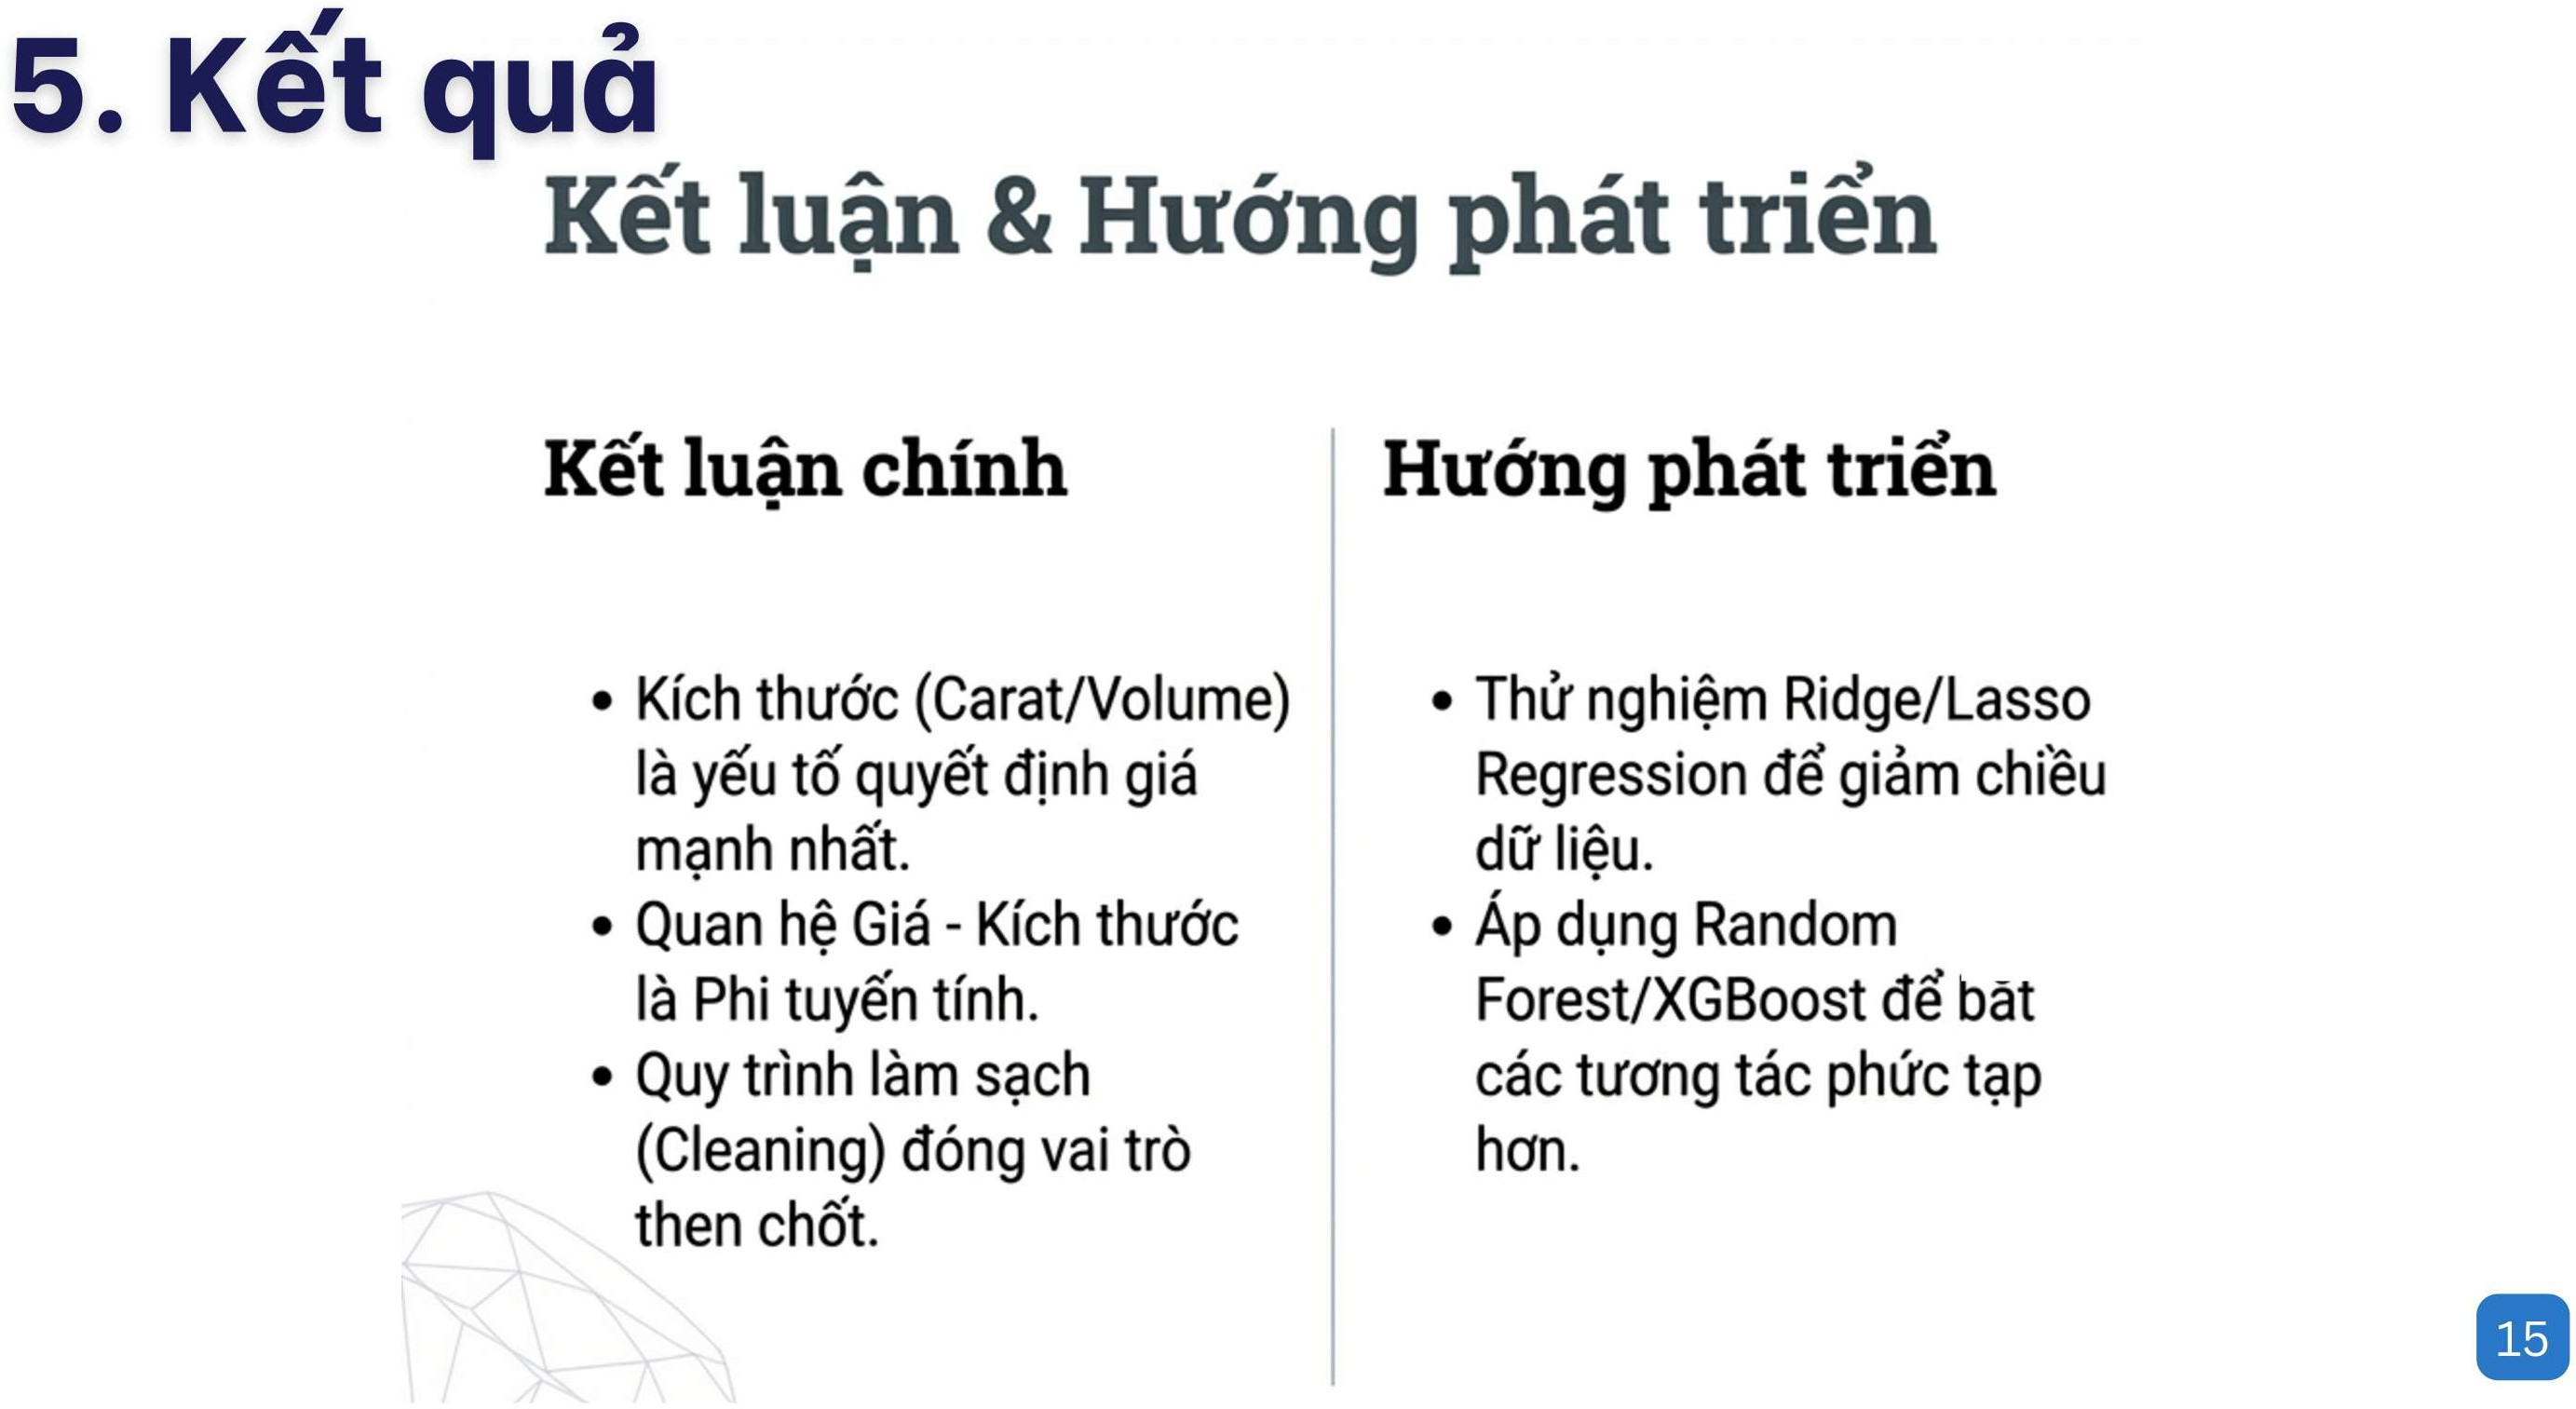 5. Kết quả
Kết luận & Hướng phát triển
Kết luận chính
• Kích thước (Carat/Volume)
là yếu tố quyết định giá
mạnh nhất.
• Quan hệ Giá - Kích thước
là Phi tuyến tính.
• Quy trình làm sạch
(Cleaning) đóng vai trò
then chốt.
Hướng phát triển
• Thử nghiệm Ridge/Lasso
Regression để giảm chiều
dữ liệu.
• Áp dụng Random
Forest/XGBoost để bắt
các tương tác phức tạp
hơn.
15